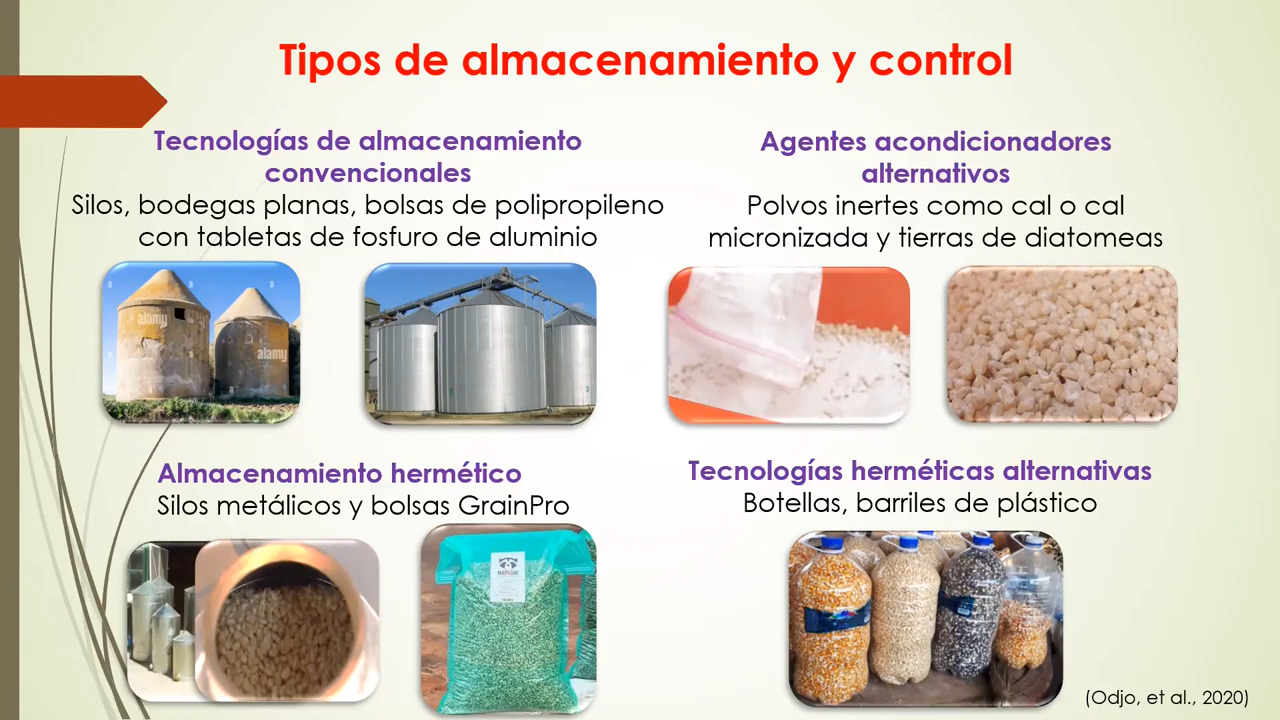 Tipos de almacenamiento y control
Tecnologías de almacenamiento
convencionales
Silos, bodegas planas, bolsas de polipropileno
con tabletas de fosfuro de aluminio
Agentes acondicionadores
alternativos
Polvos inertes como cal o cal
micronizada y tierras de diatomeas
a
a
alamy
alamy
a
Almacenamiento hermético
Silos metálicos y bolsas GrainPro
Tecnologías herméticas alternativas
Botellas, barriles de plástico
(Odjo, et al., 2020)